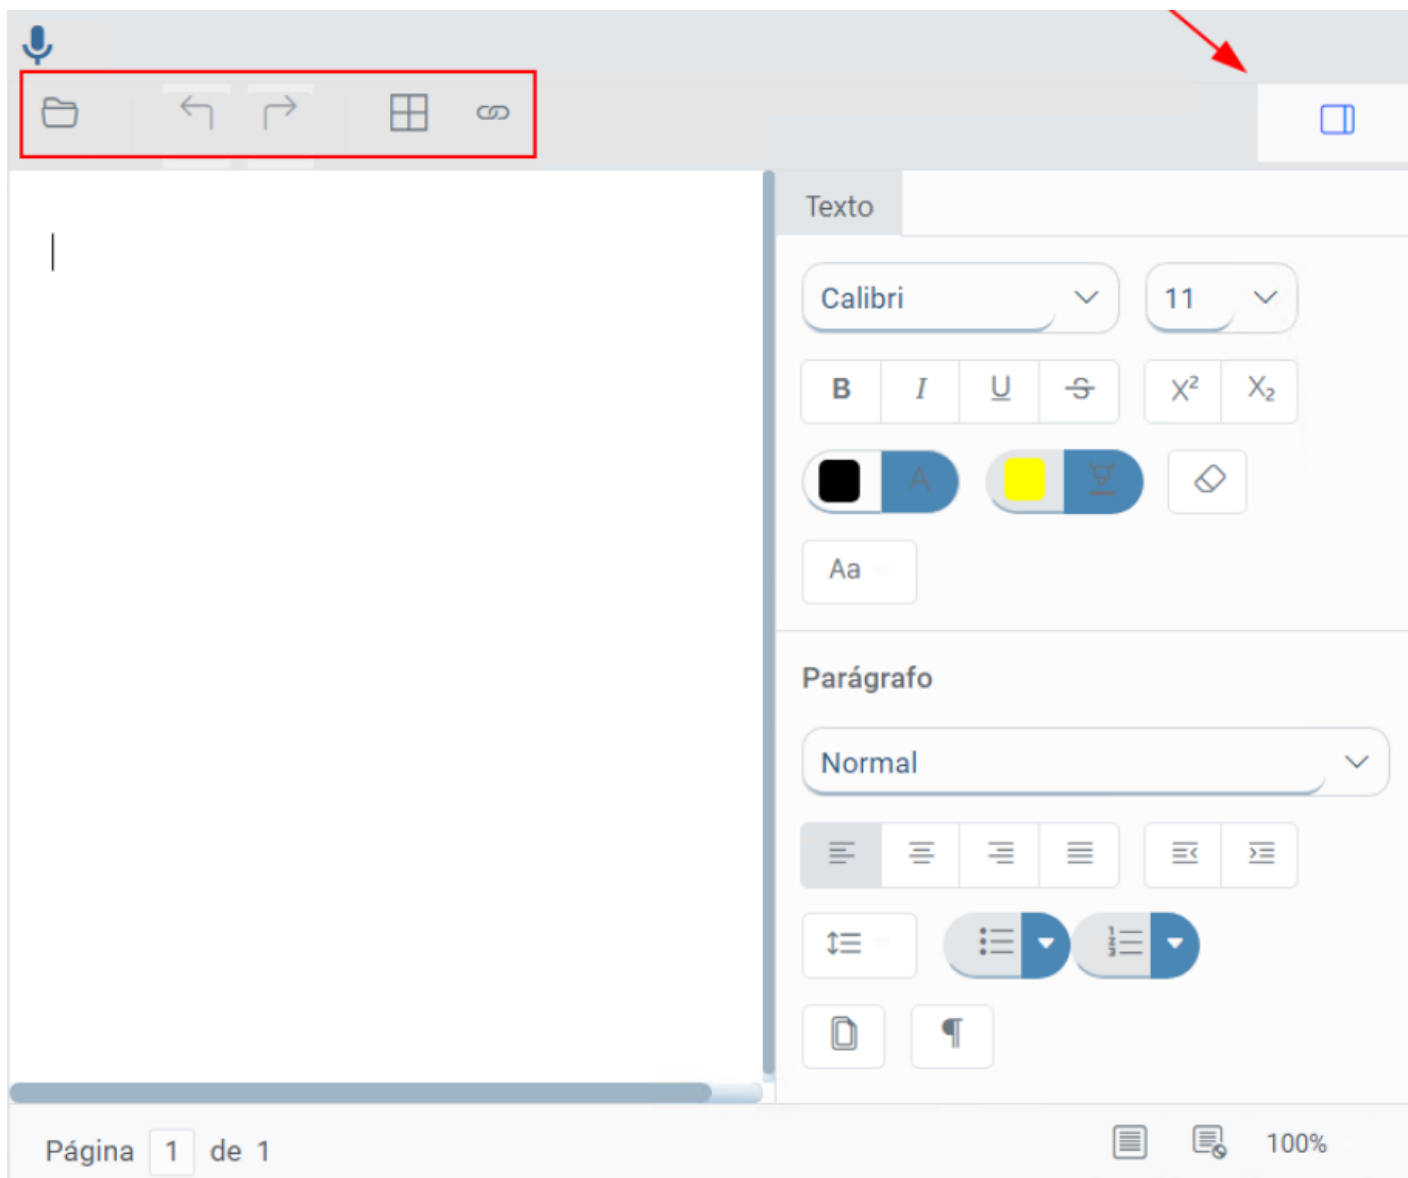 Texto
Calibri 11
B I U S X² X₂
A
Aa
Parágrafo
Normal
¶
Página 1 de 1 100%